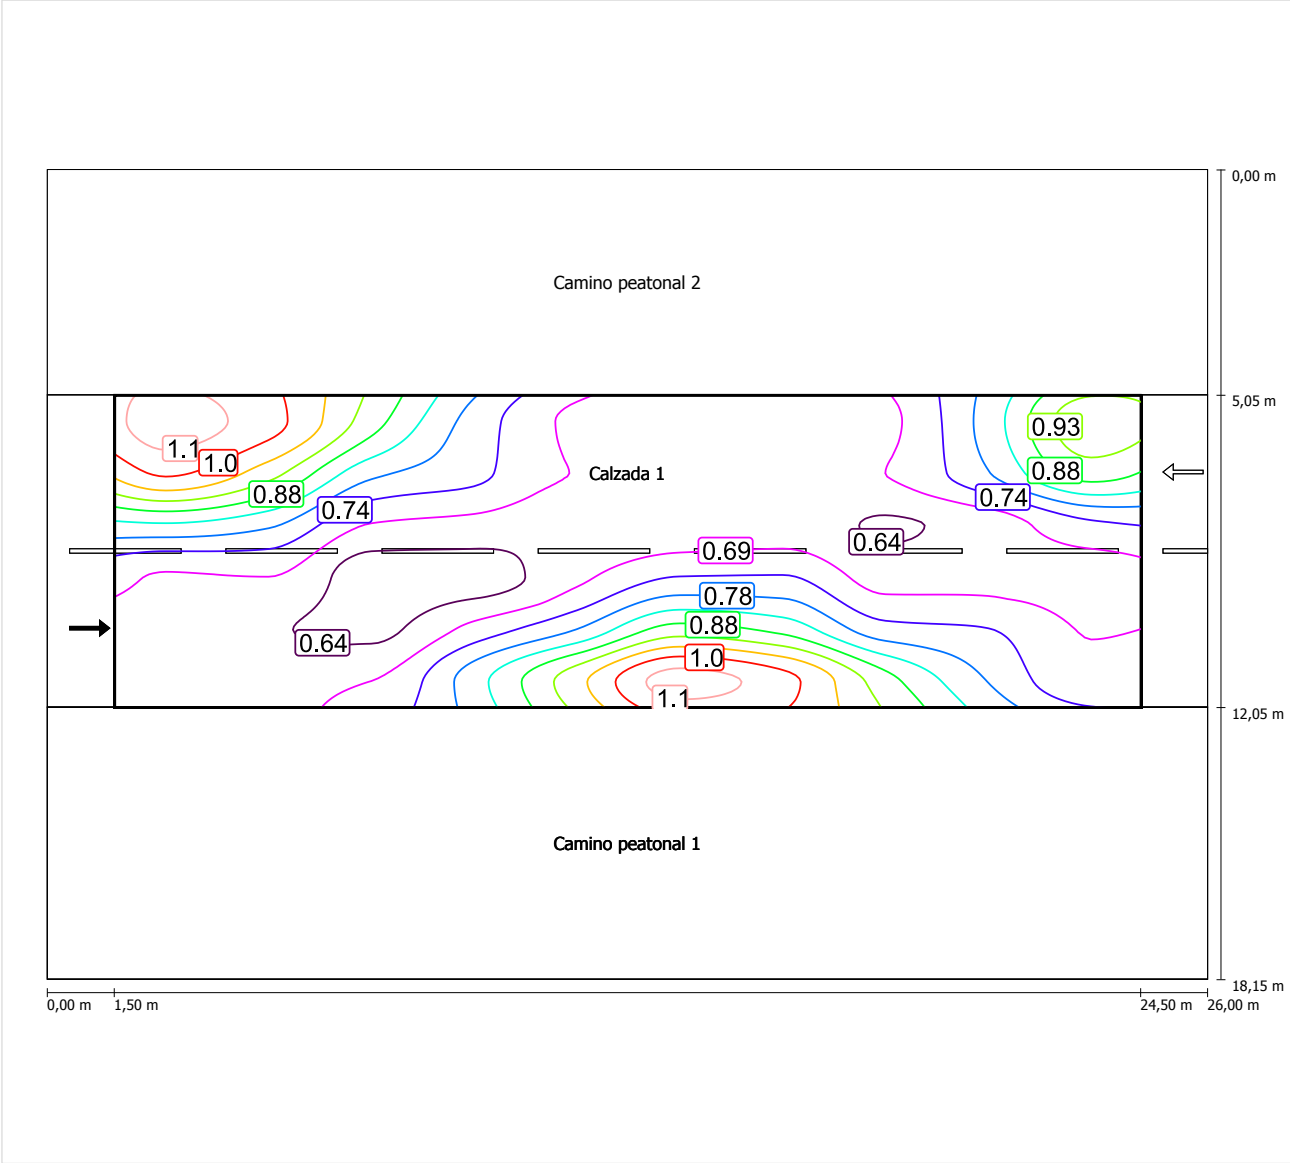 0,00 m
Camino peatonal 2
5,05 m
1.1
1.0
0.93
0.88
Calzada 1
0.88
0.74
0.74
0.64
0.69
0.78
0.88
0.64
1.0
1.1
12,05 m
Camino peatonal 1
18,15 m
0,00 m
1,50 m
24,50 m
26,00 m